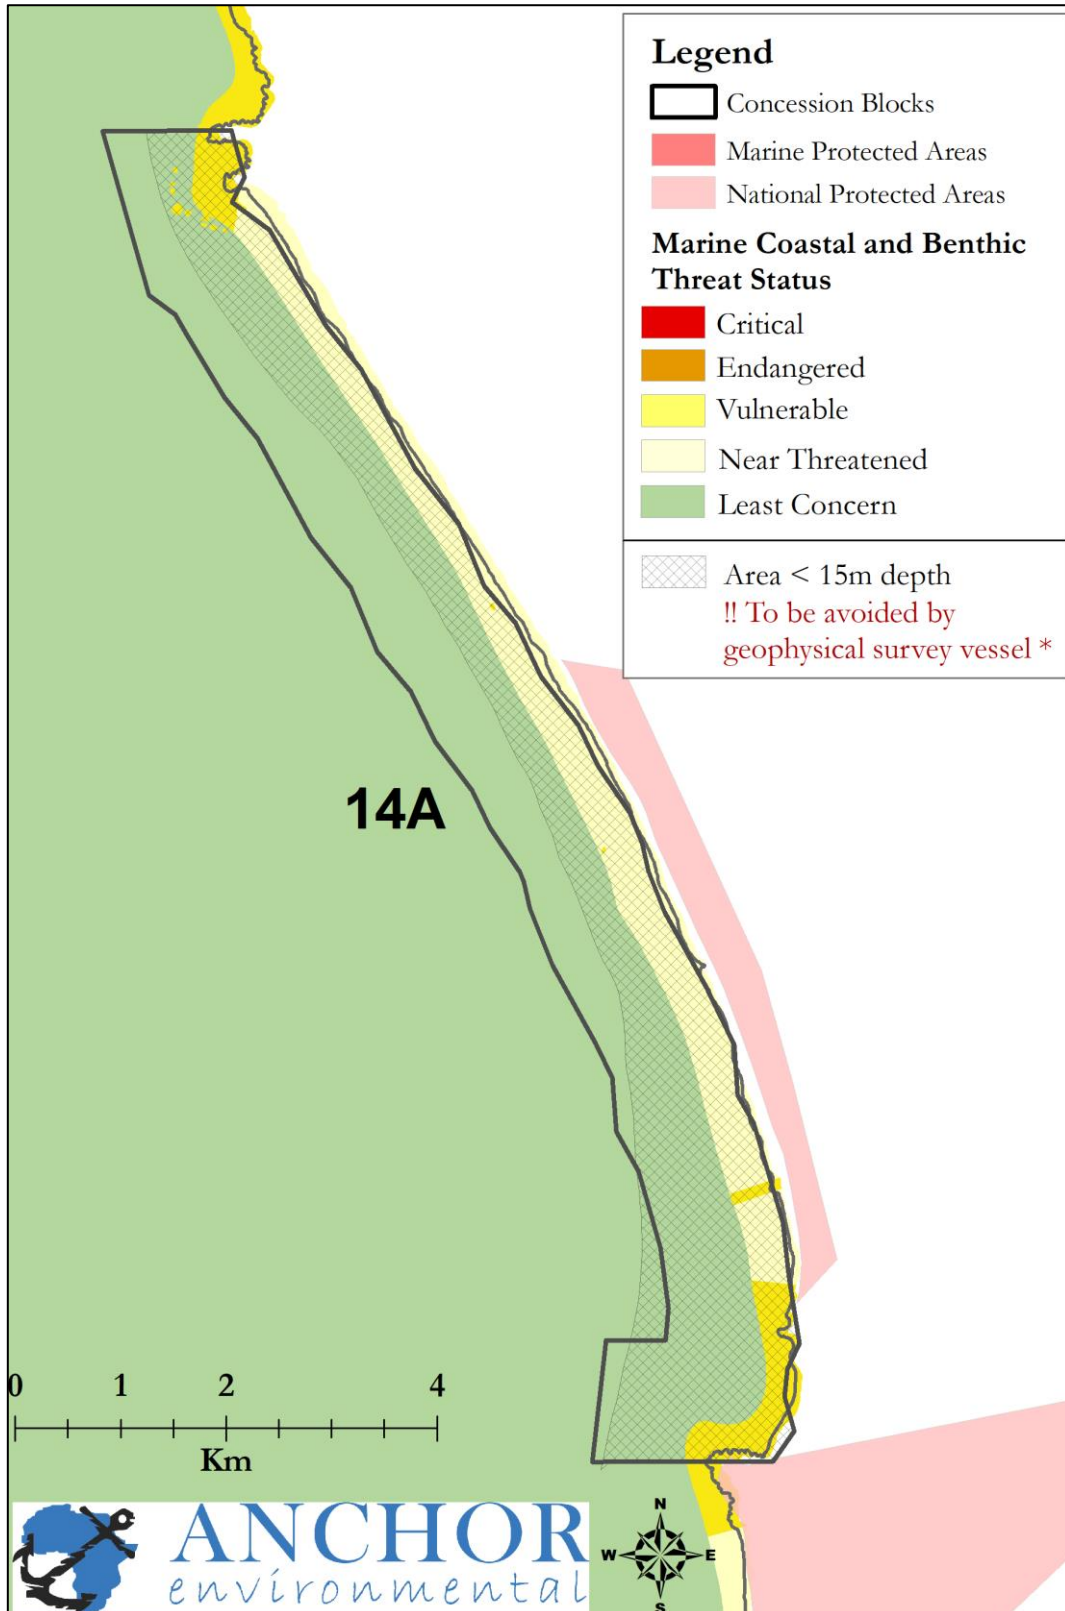 Legend
Concession Blocks
Marine Protected Areas
National Protected Areas
Marine Coastal and Benthic
Threat Status
Critical
Endangered
Vulnerable
Near Threatened
Least Concern
Area < 15m depth
!! To be avoided by
geophysical survey vessel *
14A
0 1 2 4
Km
ANCHOR
environmental
N
W E
S